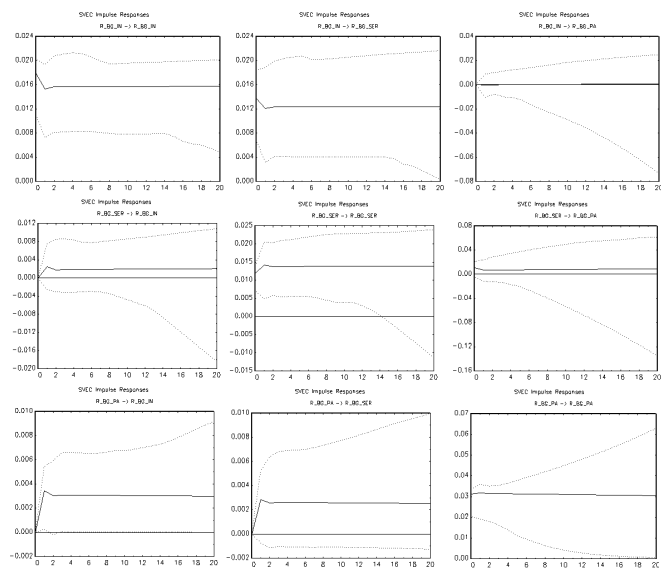 SVEC Impulse Responses
R_BG_IN -> R_BG_IN
0.024
0.020
0.016
0.012
0.008
0.004
0.000
0 2 4 6 8 10 12 14 16 18 20
SVEC Impulse Responses
R_BG_IN -> R_BG_SER
0.024
0.020
0.016
0.012
0.008
0.004
0.000
0 2 4 6 8 10 12 14 16 18 20
SVEC Impulse Responses
R_BG_IN -> R_BG_PA
0.04
0.02
0.00
-0.02
-0.04
-0.06
-0.08
0 2 4 6 8 10 12 14 16 18 20
SVEC Impulse Responses
R_BG_SER -> R_BG_IN
0.012
0.008
0.004
0.000
-0.004
-0.008
-0.012
-0.016
-0.020
0 2 4 6 8 10 12 14 16 18 20
SVEC Impulse Responses
R_BG_SER -> R_BG_SER
0.025
0.020
0.015
0.010
0.005
0.000
-0.005
-0.010
-0.015
0 2 4 6 8 10 12 14 16 18 20
SVEC Impulse Responses
R_BG_SER -> R_BG_PA
0.08
0.04
0.00
-0.04
-0.08
-0.12
-0.16
0 2 4 6 8 10 12 14 16 18 20
SVEC Impulse Responses
R_BG_PA -> R_BG_IN
0.010
0.008
0.006
0.004
0.002
0.000
-0.002
0 2 4 6 8 10 12 14 16 18 20
SVEC Impulse Responses
R_BG_PA -> R_BG_SER
0.010
0.008
0.006
0.004
0.002
0.000
-0.002
0 2 4 6 8 10 12 14 16 18 20
SVEC Impulse Responses
R_BG_PA -> R_BG_PA
0.07
0.06
0.05
0.04
0.03
0.02
0.01
0.00
0 2 4 6 8 10 12 14 16 18 20